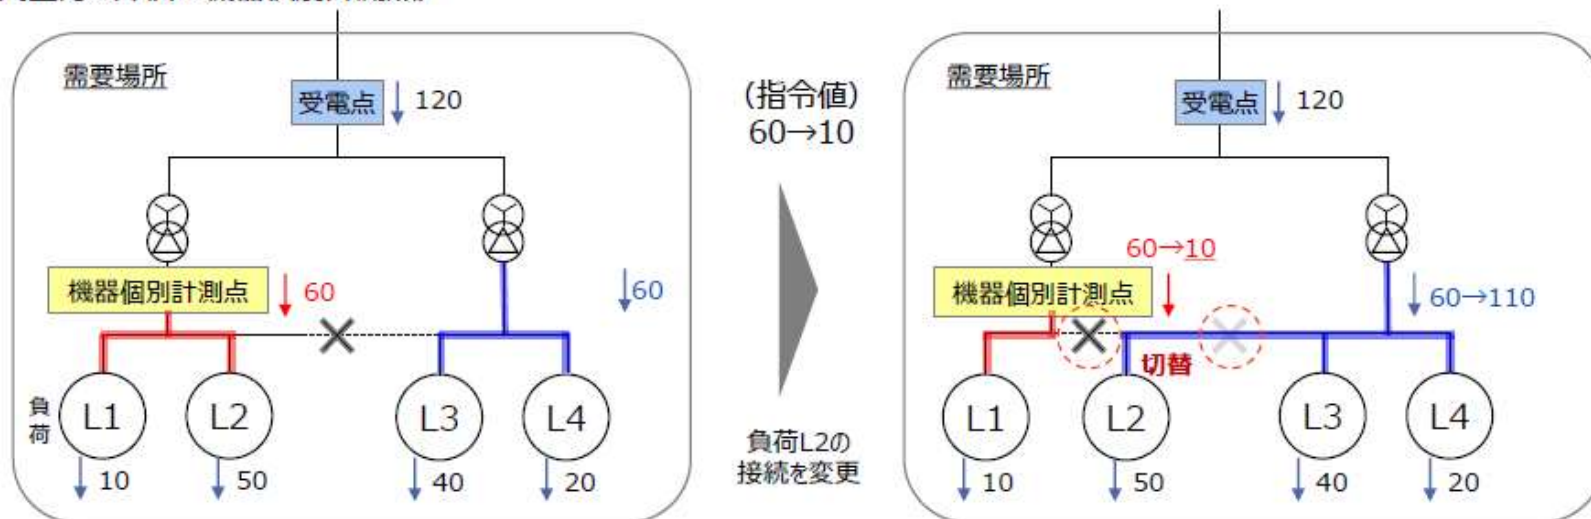 需要場所
受電点
120
機器個別計測点
60
60
負
荷
L1
L2
L3
L4
10
50
40
20
(指令値)
60→10
負荷L2の
接続を変更
需要場所
受電点
120
60→10
機器個別計測点
60→110
切替
L1
L2
L3
L4
10
50
40
20